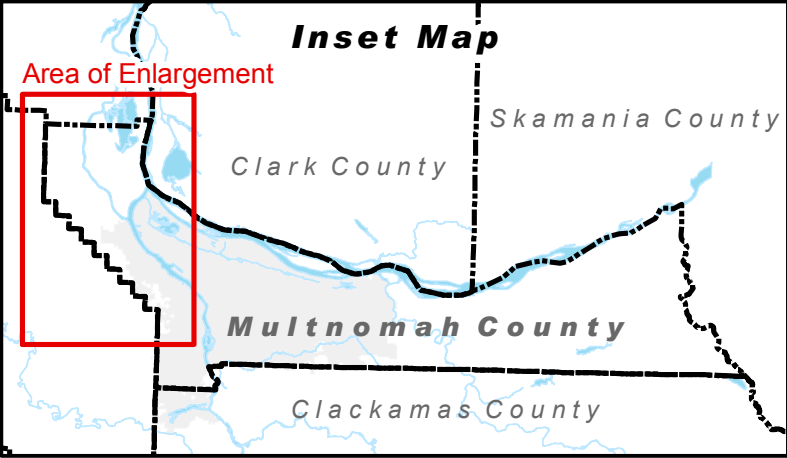 Inset Map
Area of Enlargement
Skamania County
Clark County
Multnomah County
Clackamas County